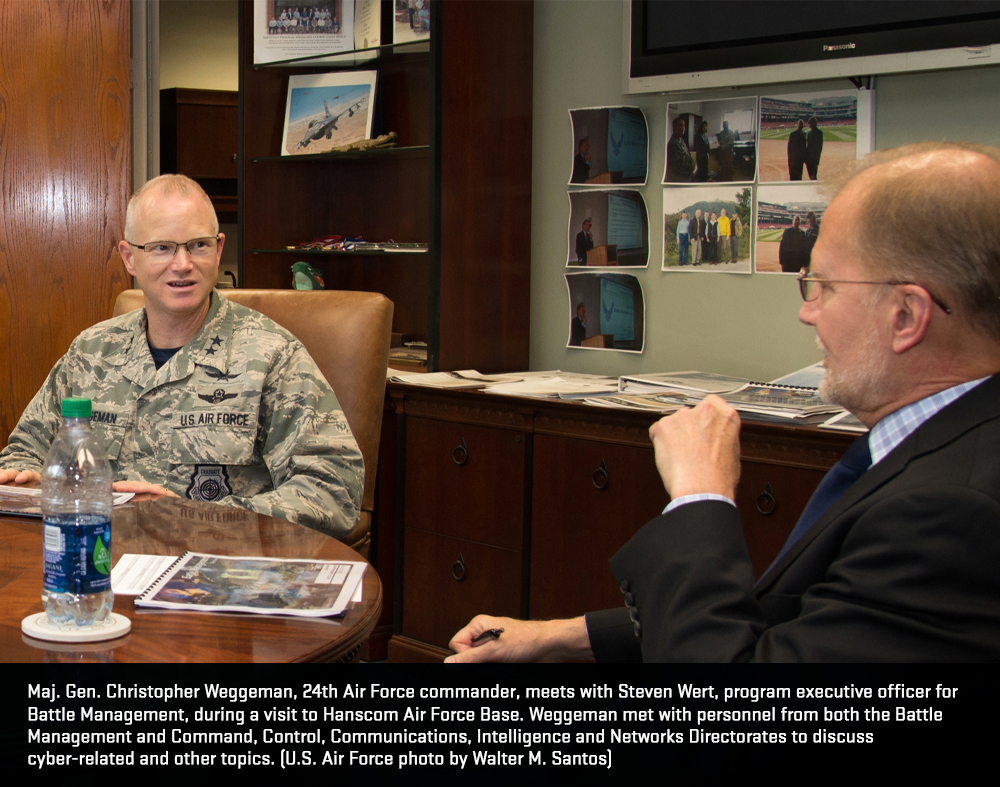 Panasonic
EMAN
U.S. AIR FORCE
Maj. Gen. Christopher Weggeman, 24th Air Force commander, meets with Steven Wert, program executive officer for
Battle Management, during a visit to Hanscom Air Force Base. Weggeman met with personnel from both the Battle
Management and Command, Control, Communications, Intelligence and Networks Directorates to discuss
cyber-related and other topics. (U.S. Air Force photo by Walter M. Santos)